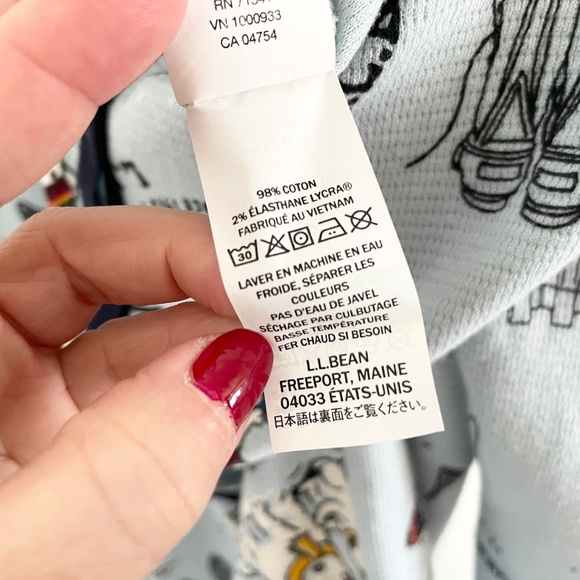 VN 1000933
CA 04754
98% COTON
2% ÉLASTHANE LYCRA®
FABRIQUÉ AU VIETNAM
30
LAVER EN MACHINE EN EAU
FROIDE, SÉPARER LES
COULEURS
PAS D'EAU DE JAVEL
SÉCHAGE PAR CULBUTAGE
BASSE TEMPÉRATURE
FER CHAUD SI BESOIN
L.L.BEAN
FREEPORT, MAINE
04033 ÉTATS-UNIS
日本語は裏面をご覧ください。